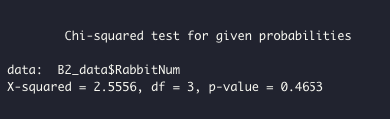 Chi-squared test for given probabilities
data:  B2_data$RabbitNum
X-squared = 2.5556, df = 3, p-value = 0.4653